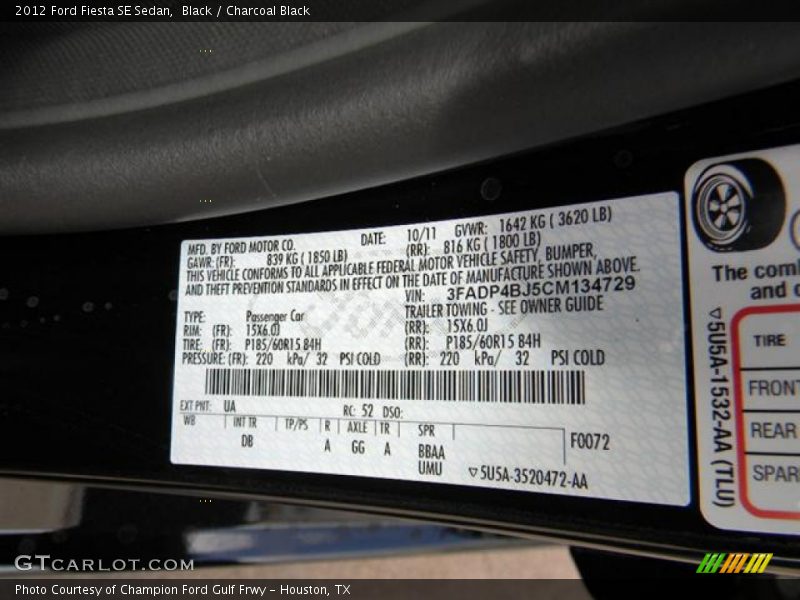 2012 Ford Fiesta SE Sedan, Black / Charcoal Black
MFD. BY FORD MOTOR CO. DATE: 10/11 GVWR: 1642 KG ( 3620 LB)
GAWR: (FR): 839 KG ( 1850 LB) (RR): 816 KG ( 1800 LB)
THIS VEHICLE CONFORMS TO ALL APPLICABLE FEDERAL MOTOR VEHICLE SAFETY, BUMPER,
AND THEFT PREVENTION STANDARDS IN EFFECT ON THE DATE OF MANUFACTURE SHOWN ABOVE.
VIN: 3FADP4BJ5CM134729
TYPE: Passenger Car TRAILER TOWING - SEE OWNER GUIDE
RIM: (FR): 15X6.0J (RR): 15X6.0J
TIRE: (FR): P185/60R15 84H (RR): P185/60R15 84H
PRESSURE: (FR): 220 kPa/ 32 PSI COLD (RR): 220 kPa/ 32 PSI COLD
EXT PNT: UA RC: 52 DSO:
WB INT TR TP/PS R AXLE TR SPR F0072
DB A GG A BBAA
UMU ▽5U5A-3520472-AA
The com
and
▽5U5A-1532-AA (TLU)
TIRE
FRONT
REAR
SPAR
GTCARLOT.COM
Photo Courtesy of Champion Ford Gulf Frwy - Houston, TX